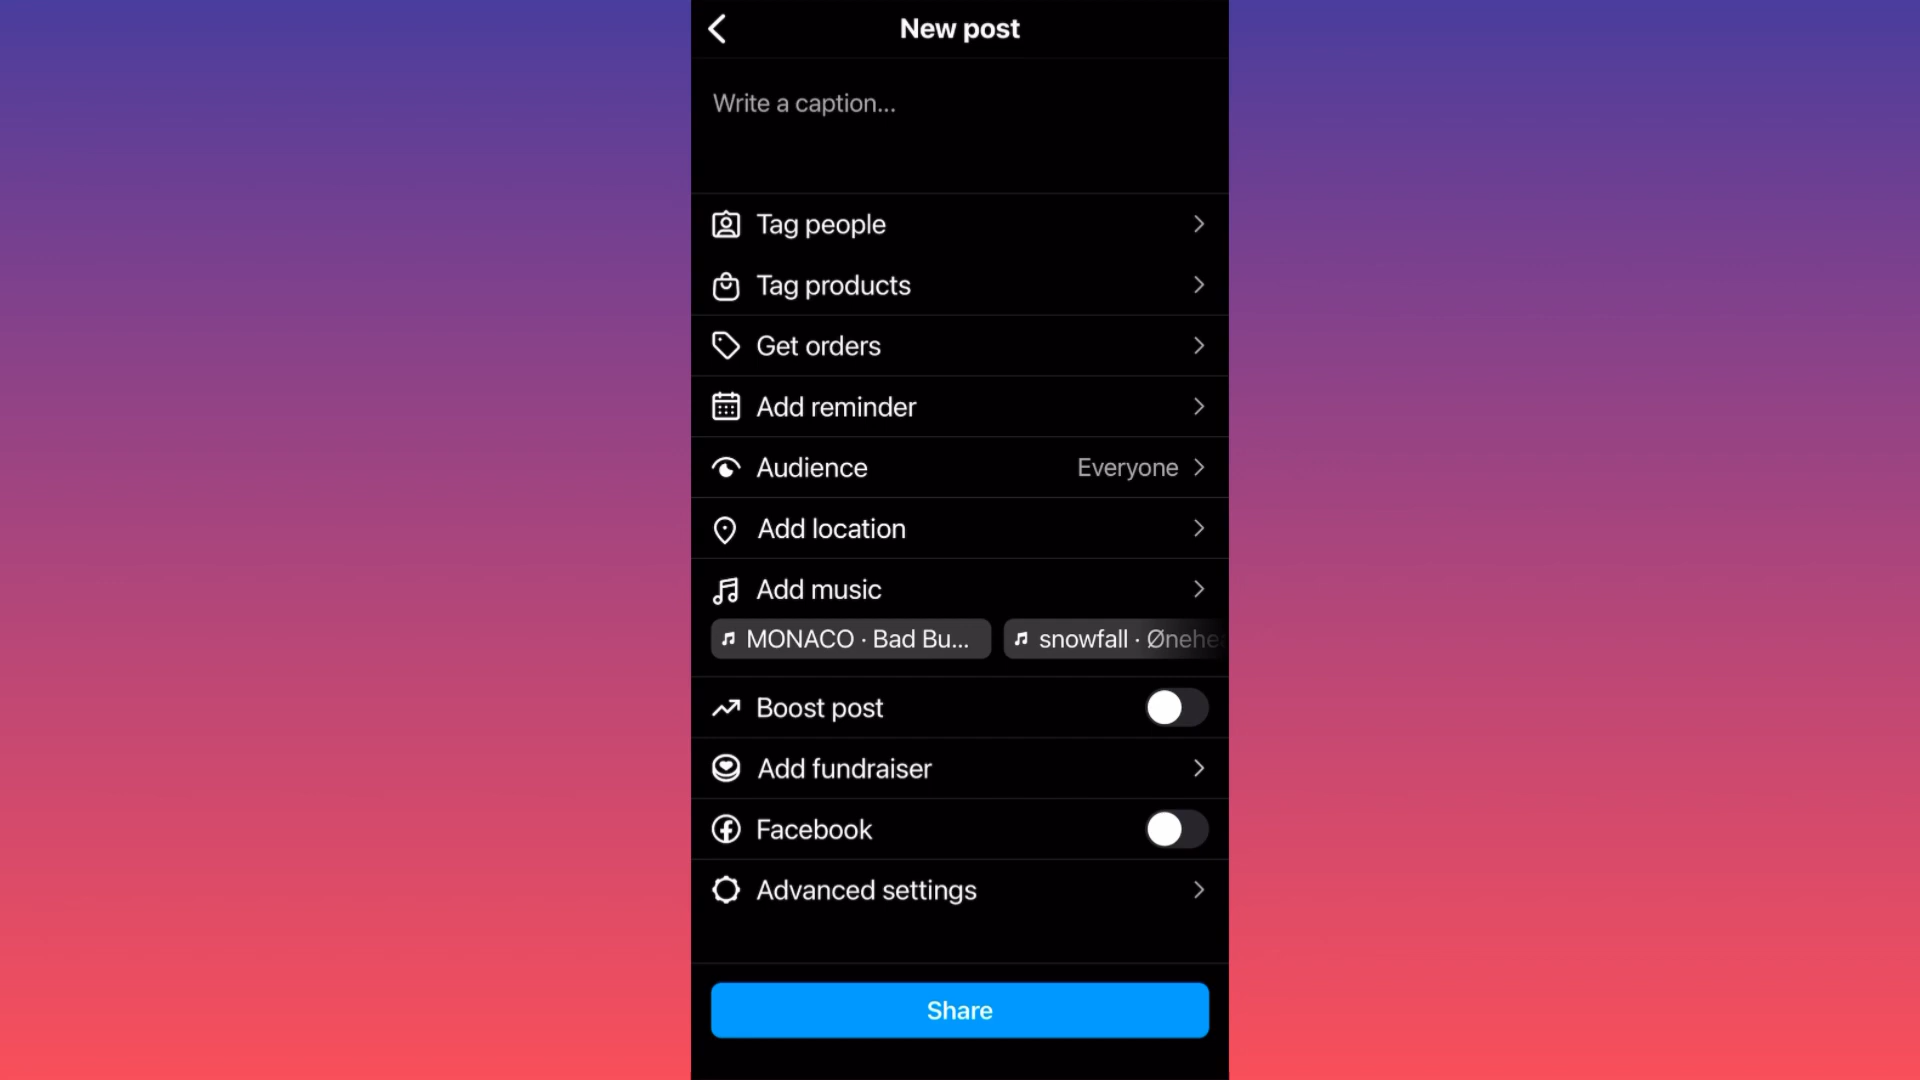 New post
Write a caption...
Tag people
Tag products
Get orders
Add reminder
Audience Everyone
Add location
Add music
MONACO · Bad Bu... snowfall · Ønehe
Boost post
Add fundraiser
Facebook
Advanced settings
Share